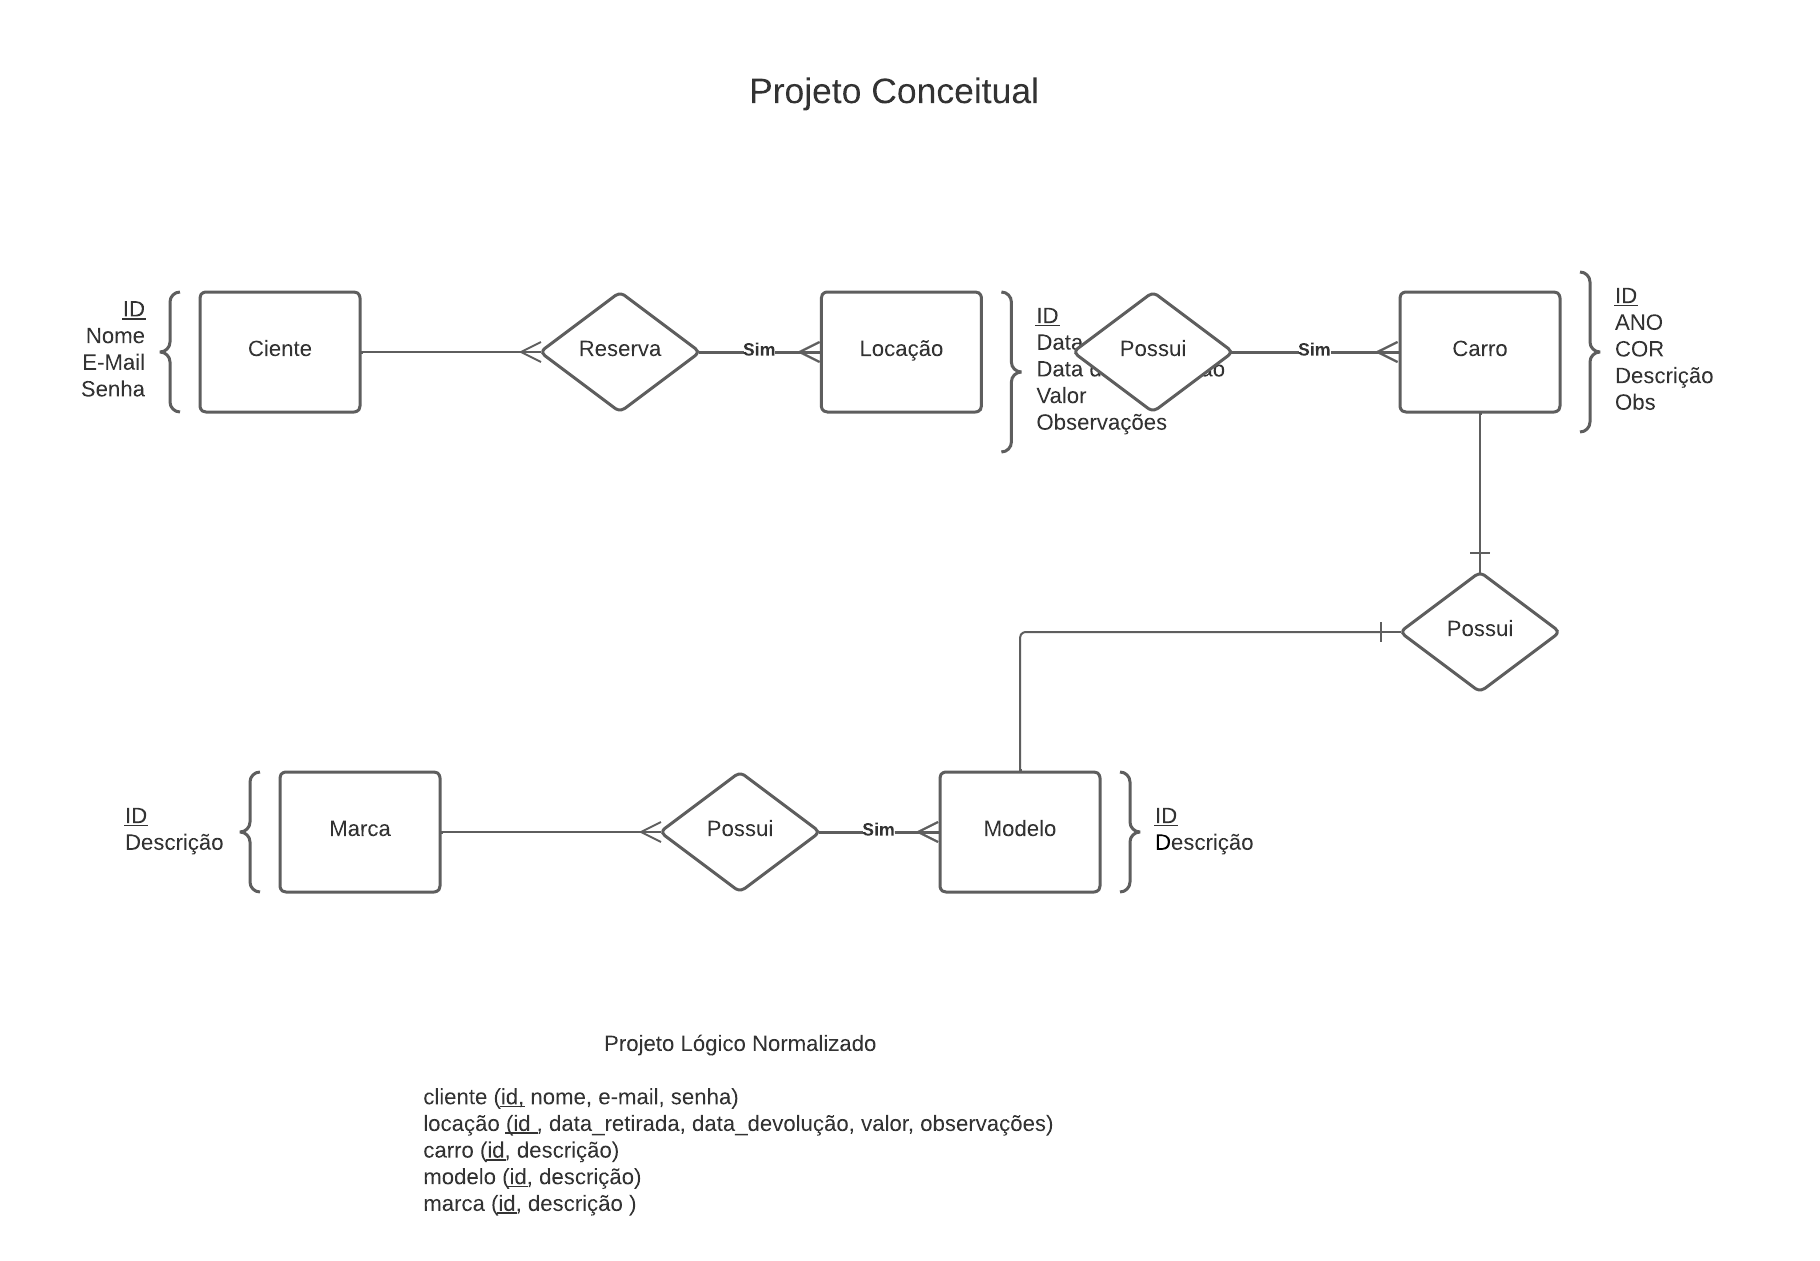 Projeto Conceitual
ID
Nome
E-Mail
Senha
Ciente
Reserva
Sim
Locação
ID
Data
Data
Valor
Observações
Possui
Sim
Carro
ID
ANO
COR
Descrição
Obs
Possui
ID
Descrição
Marca
Possui
Sim
Modelo
ID
Descrição
Projeto Lógico Normalizado
cliente (id, nome, e-mail, senha)
locação (id , data_retirada, data_devolução, valor, observações)
carro (id, descrição)
modelo (id, descrição)
marca (id, descrição )